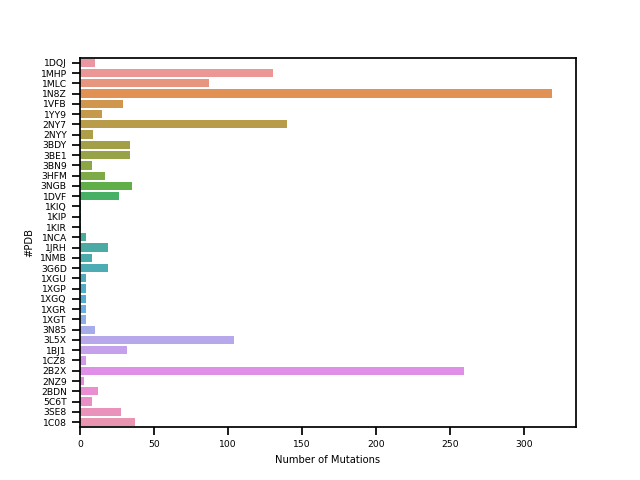 1DQJ
1MHP
1MLC
1N8Z
1VFB
1YY9
2NY7
2NYY
3BDY
3BE1
3BN9
3HFM
3NGB
1DVF
1KIQ
1KIP
1KIR
1NCA
1JRH
1NMB
3G6D
1XGU
1XGP
1XGQ
1XGR
1XGT
3N85
3L5X
1BJ1
1CZ8
2B2X
2NZ9
2BDN
5C6T
3SE8
1C08
#PDB
0 50 100 150 200 250 300
Number of Mutations